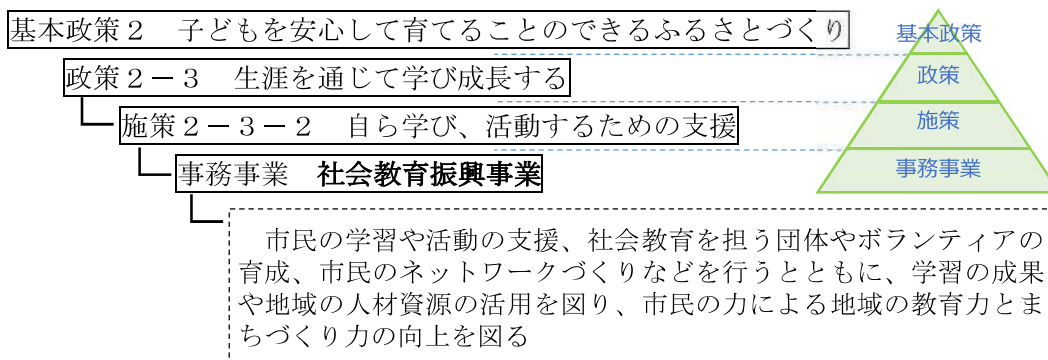 基本政策２　子どもを安心して育てることのできるふるさとづくり
政策２－３　生涯を通じて学び成長する
施策２－３－２　自ら学び、活動するための支援
事務事業　社会教育振興事業
市民の学習や活動の支援、社会教育を担う団体やボランティアの
育成、市民のネットワークづくりなどを行うとともに、学習の成果
や地域の人材資源の活用を図り、市民の力による地域の教育力とま
ちづくり力の向上を図る
基本政策
政策
施策
事務事業